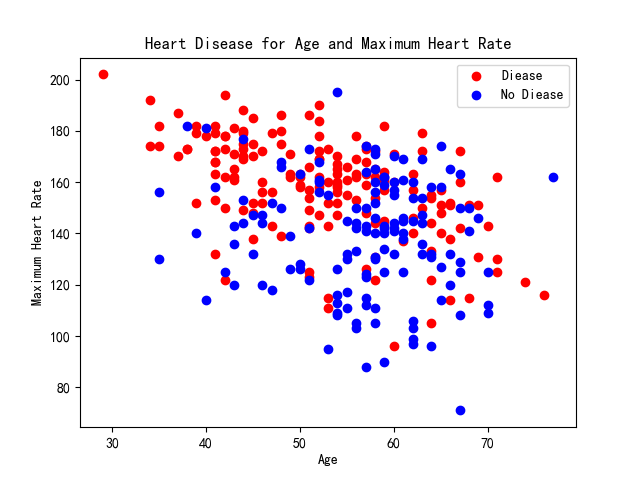 Heart Disease for Age and Maximum Heart Rate
Diease
No Diease
200
180
160
140
120
100
80
Maximum Heart Rate
30 40 50 60 70
Age